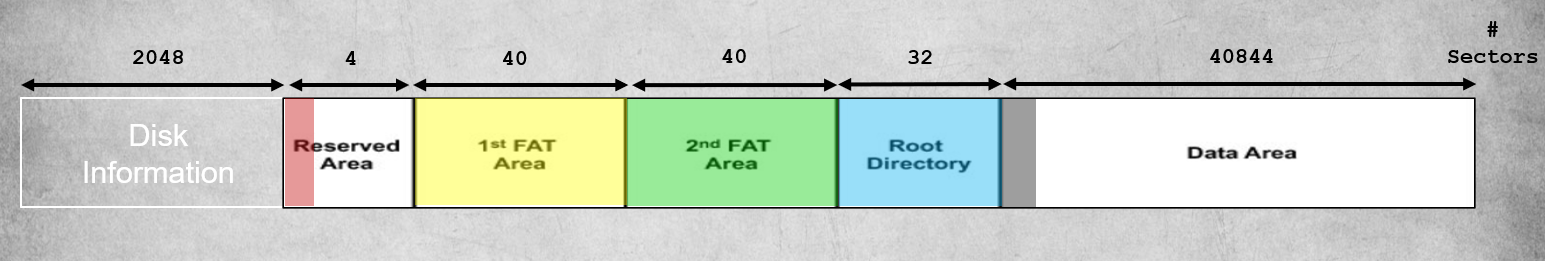 #
2048 4 40 40 32 40844 Sectors
Disk
Information
Reserved
Area
1st FAT
Area
2nd FAT
Area
Root
Directory
Data Area